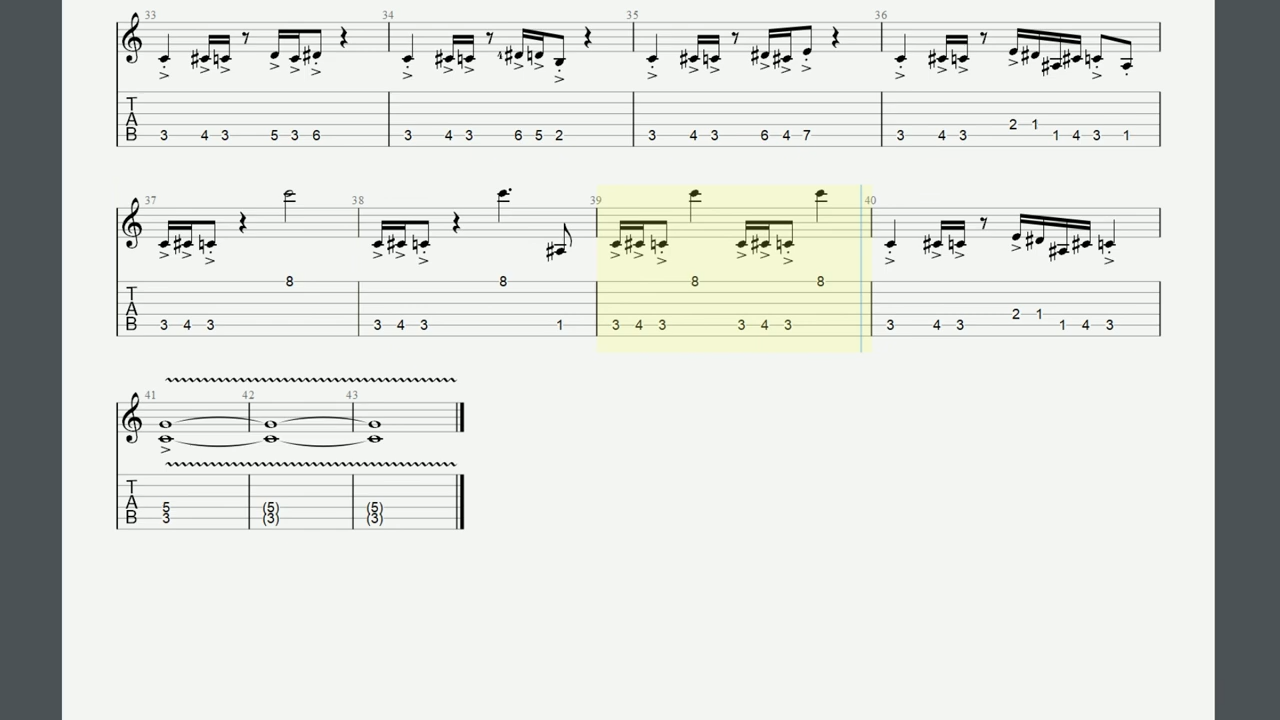 33 34 35 36
4
T
A 2 1
B 3 4 3 5 3 6 3 4 3 6 5 2 3 4 3 6 4 7 3 4 3 1 4 3 1
37 38 39 40
8 8 8 8
T
A 2 1
B 3 4 3 3 4 3 1 3 4 3 3 4 3 3 4 3 1 4 3
41 42 43
T
A 5 (5) (5)
B 3 (3) (3)